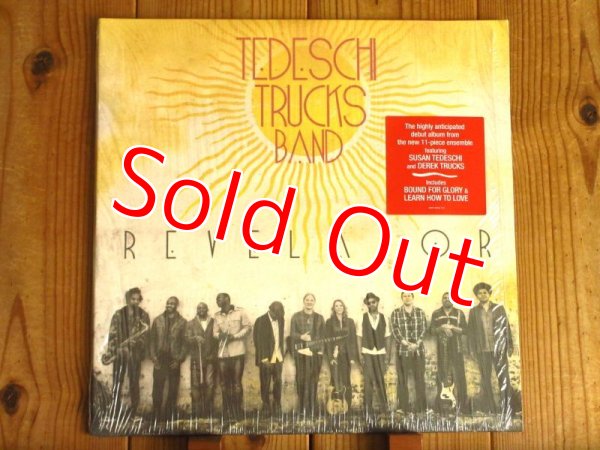 TEDESCHI
TRUCKS
BAND
The highly anticipated
debut album from
the new 11-piece ensemble
featuring
SUSAN TEDESCHI
and DEREK TRUCKS
Includes
BOUND FOR GLORY &
LEARN HOW TO LOVE
Sold Out
REVELATOR